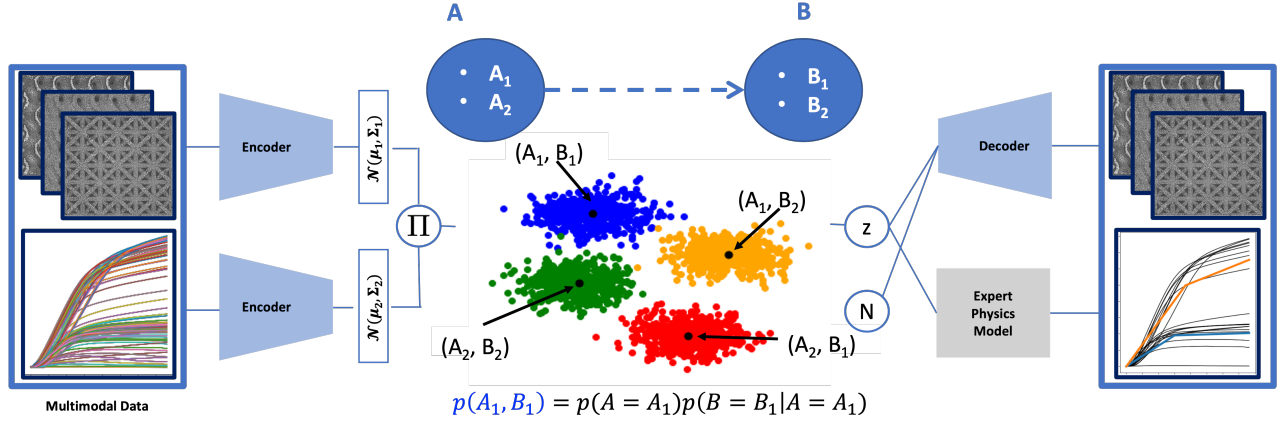 A
B
A₁
A₂
B₁
B₂
Encoder
𝒩(μ₁,Σ₁)
Decoder
(A₁, B₁)
(A₁, B₂)
Π
z
Encoder
𝒩(μ₂,Σ₂)
N
Expert
Physics
Model
(A₂, B₂)
(A₂, B₁)
Multimodal Data
p(A₁, B₁) = p(A = A₁)p(B = B₁|A = A₁)